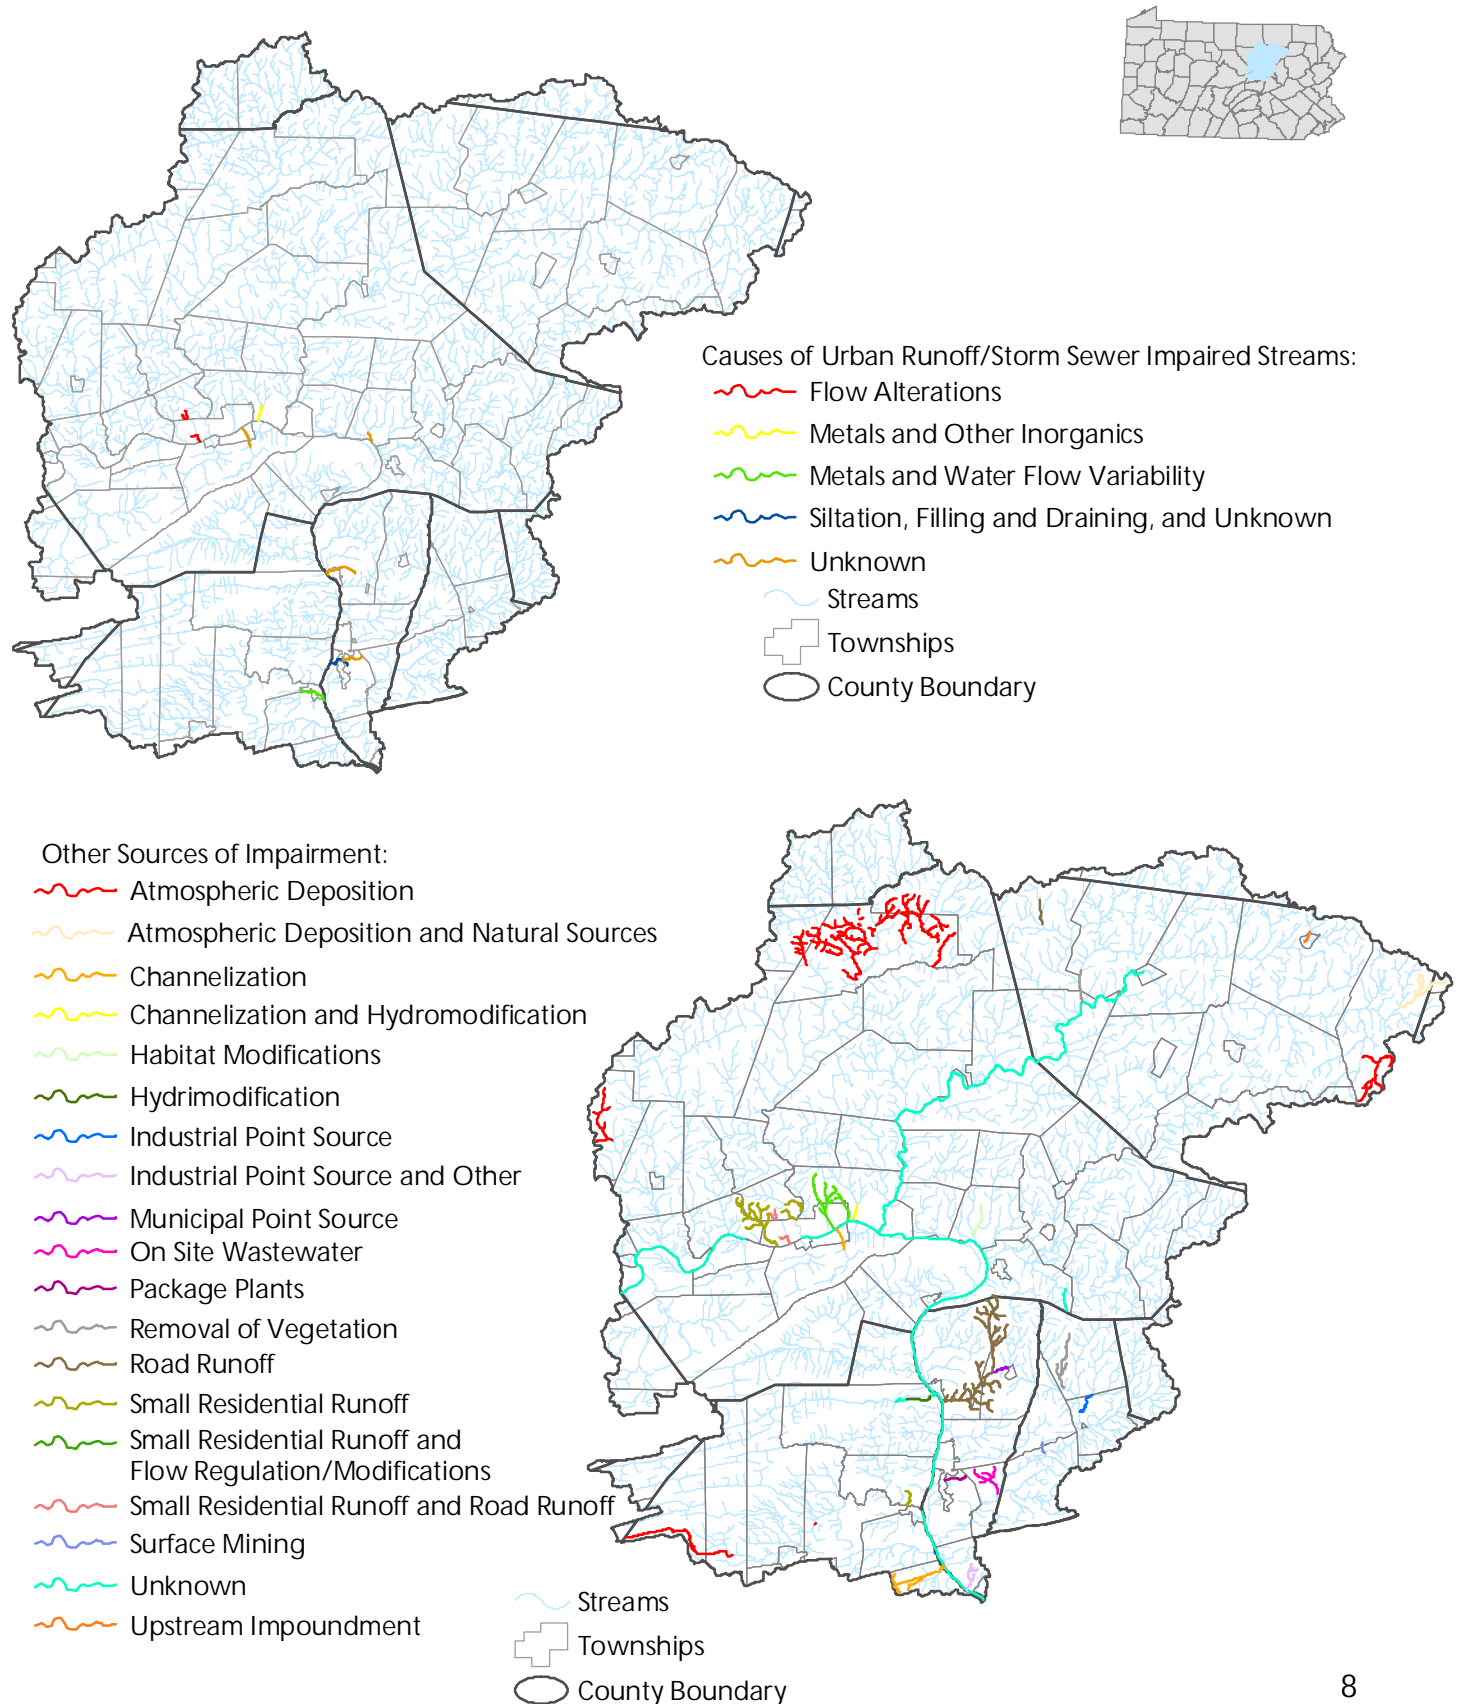 Causes of Urban Runoff/Storm Sewer Impaired Streams:
Flow Alterations
Metals and Other Inorganics
Metals and Water Flow Variability
Siltation, Filling and Draining, and Unknown
Unknown
Streams
Townships
County Boundary
Other Sources of Impairment:
Atmospheric Deposition
Atmospheric Deposition and Natural Sources
Channelization
Channelization and Hydromodification
Habitat Modifications
Hydrimodification
Industrial Point Source
Industrial Point Source and Other
Municipal Point Source
On Site Wastewater
Package Plants
Removal of Vegetation
Road Runoff
Small Residential Runoff
Small Residential Runoff and
Flow Regulation/Modifications
Small Residential Runoff and Road Runoff
Surface Mining
Unknown
Upstream Impoundment
Streams
Townships
County Boundary
8